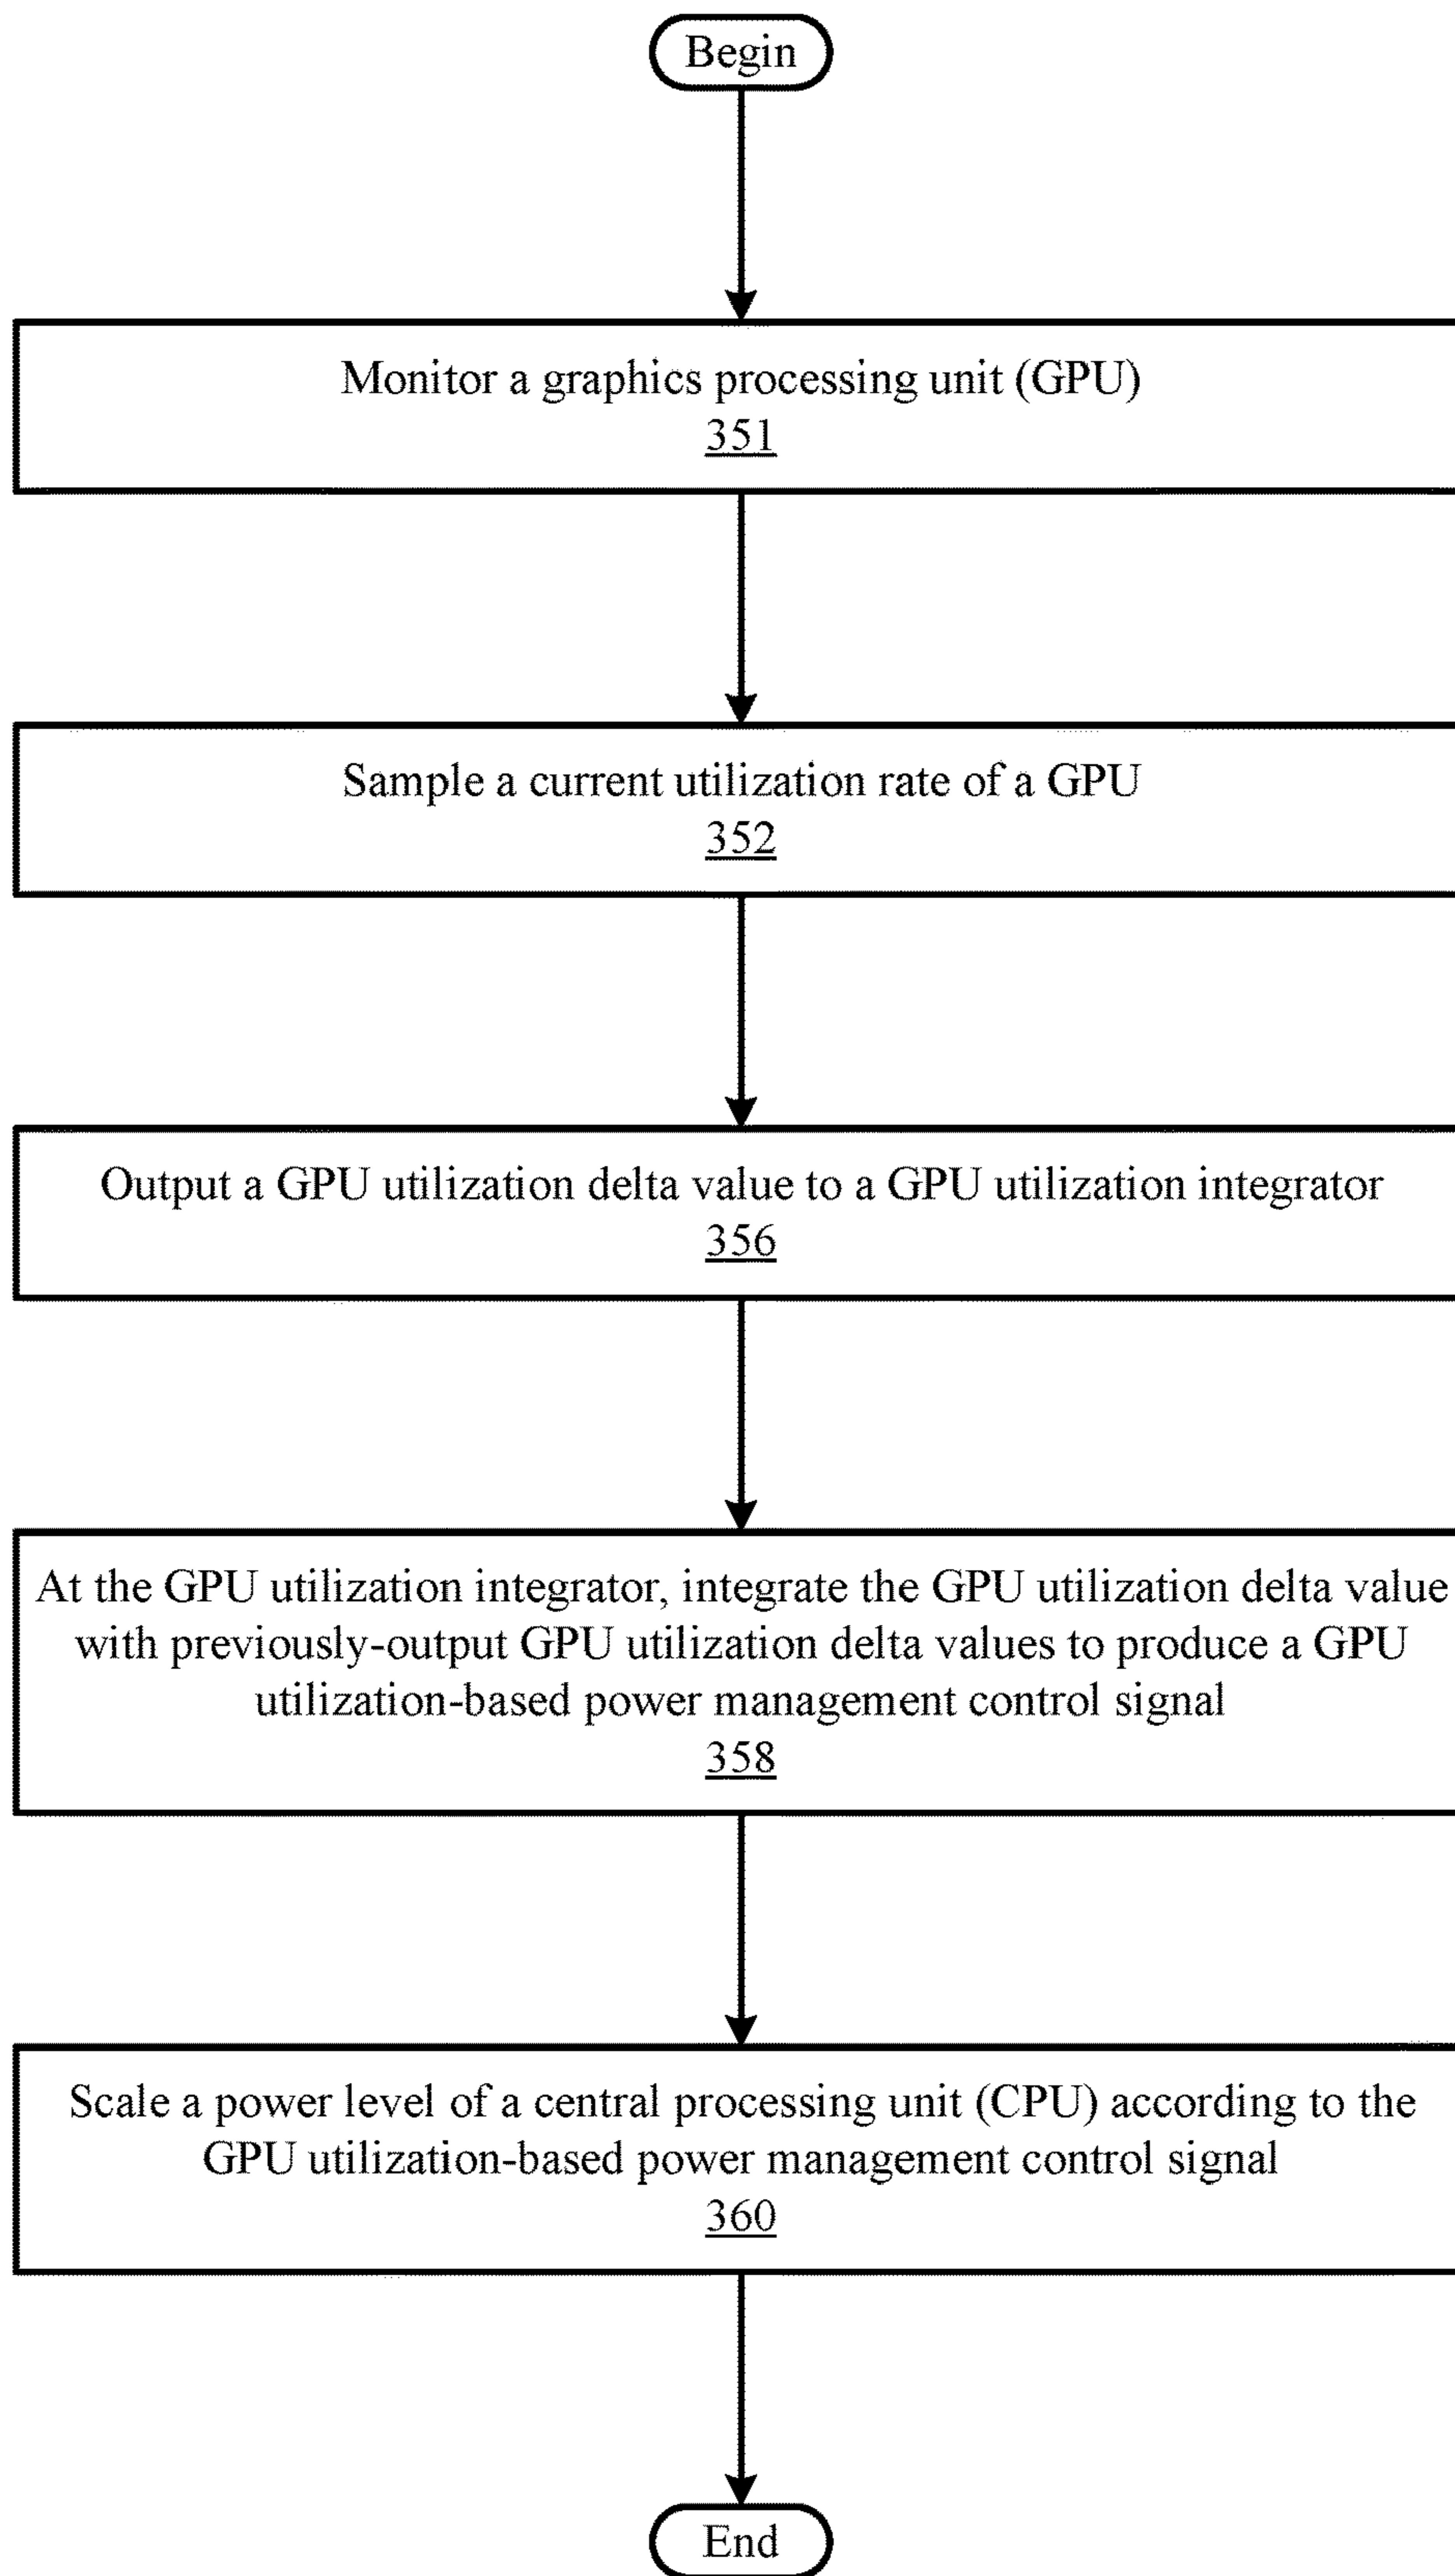 Begin
Monitor a graphics processing unit (GPU)
351
Sample a current utilization rate of a GPU
352
Output a GPU utilization delta value to a GPU utilization integrator
356
At the GPU utilization integrator, integrate the GPU utilization delta value
with previously-output GPU utilization delta values to produce a GPU
utilization-based power management control signal
358
Scale a power level of a central processing unit (CPU) according to the
GPU utilization-based power management control signal
360
End